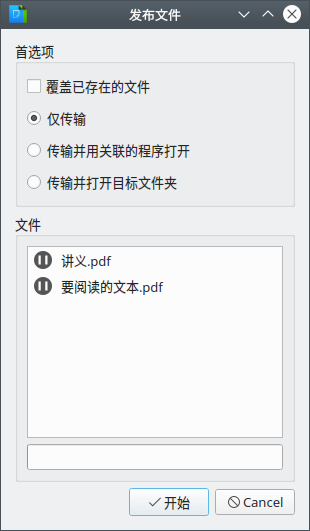 发布文件
首选项
覆盖已存在的文件
仅传输
传输并用关联的程序打开
传输并打开目标文件夹
文件
讲义.pdf
要阅读的文本.pdf
开始
Cancel